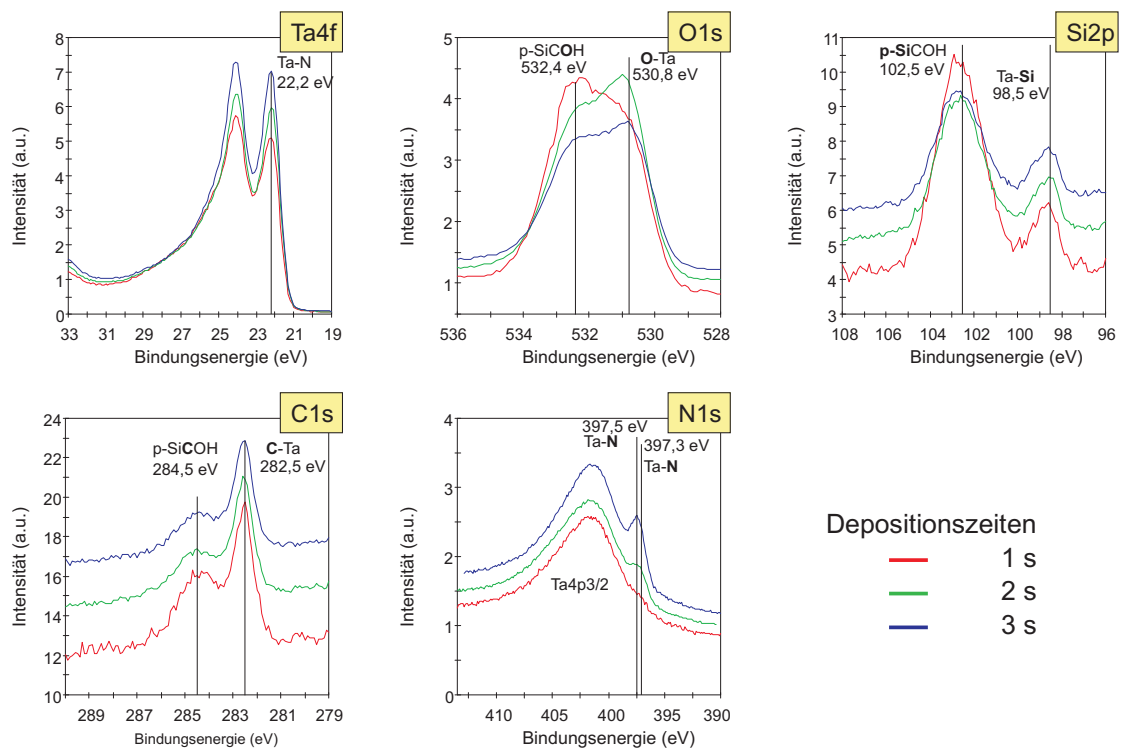 Ta4f
Ta-N
22,2 eV
Intensität (a.u.)
8
7
6
5
4
3
2
1
0
33
31
29
27
25
23
21
19
Bindungsenergie (eV)
O1s
p-SiCOH
532,4 eV
O-Ta
530,8 eV
Intensität (a.u.)
5
4
3
2
1
536
534
532
530
528
Bindungsenergie (eV)
Si2p
p-SiCOH
102,5 eV
Ta-Si
98,5 eV
Intensität (a.u.)
11
10
9
8
7
6
5
4
3
108
106
104
102
100
98
96
Bindungsenergie (eV)
C1s
p-SiCOH
284,5 eV
C-Ta
282,5 eV
Intensität (a.u.)
24
22
20
18
16
14
12
10
289
287
285
283
281
279
Bindungsenergie (eV)
N1s
397,5 eV
Ta-N
397,3 eV
Ta-N
Ta4p3/2
Intensität (a.u.)
4
3
2
1
0
410
405
400
395
390
Bindungsenergie (eV)
Depositionszeiten
1 s
2 s
3 s